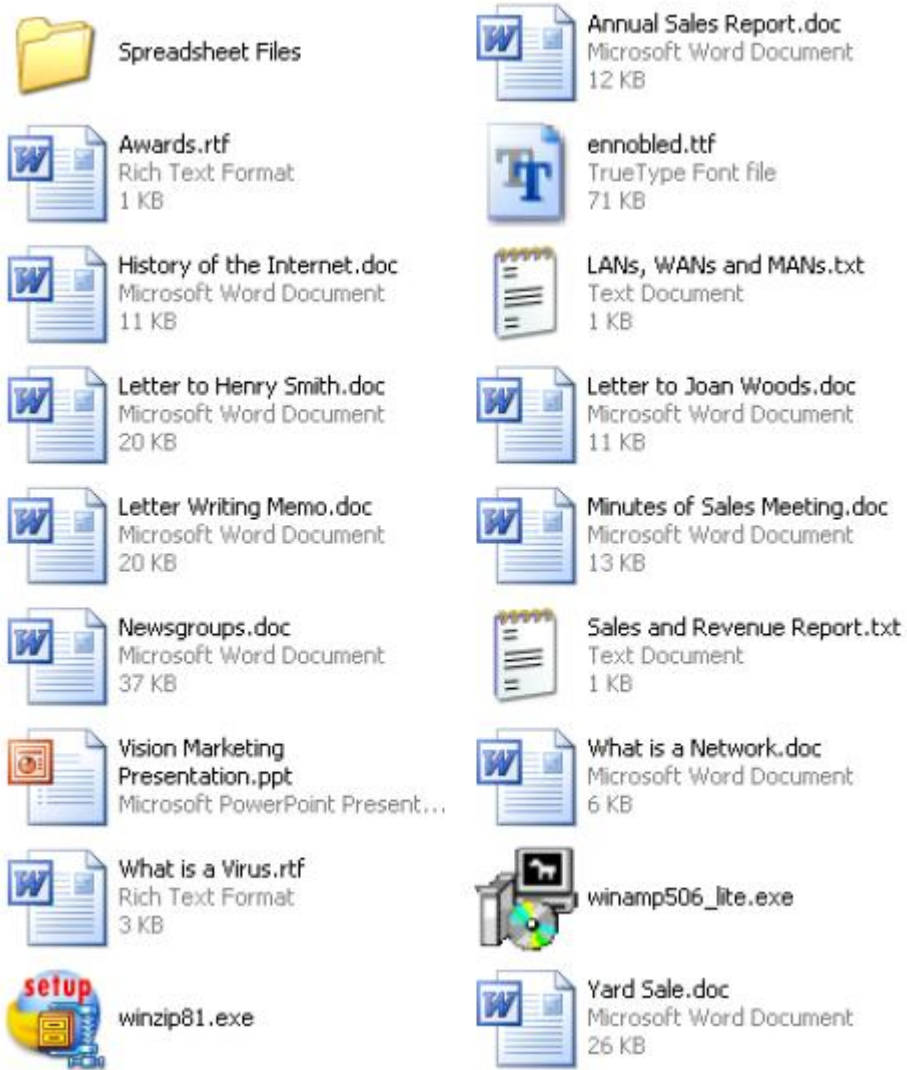 Spreadsheet Files
Annual Sales Report.doc
Microsoft Word Document
12 KB
Awards.rtf
Rich Text Format
1 KB
ennobled.ttf
TrueType Font file
71 KB
History of the Internet.doc
Microsoft Word Document
11 KB
LANs, WANs and MANs.txt
Text Document
1 KB
Letter to Henry Smith.doc
Microsoft Word Document
20 KB
Letter to Joan Woods.doc
Microsoft Word Document
11 KB
Letter Writing Memo.doc
Microsoft Word Document
20 KB
Minutes of Sales Meeting.doc
Microsoft Word Document
13 KB
Newsgroups.doc
Microsoft Word Document
37 KB
Sales and Revenue Report.txt
Text Document
1 KB
Vision Marketing
Presentation.ppt
Microsoft PowerPoint Present...
What is a Network.doc
Microsoft Word Document
6 KB
What is a Virus.rtf
Rich Text Format
3 KB
winamp506_lite.exe
setup
winzip81.exe
Yard Sale.doc
Microsoft Word Document
26 KB